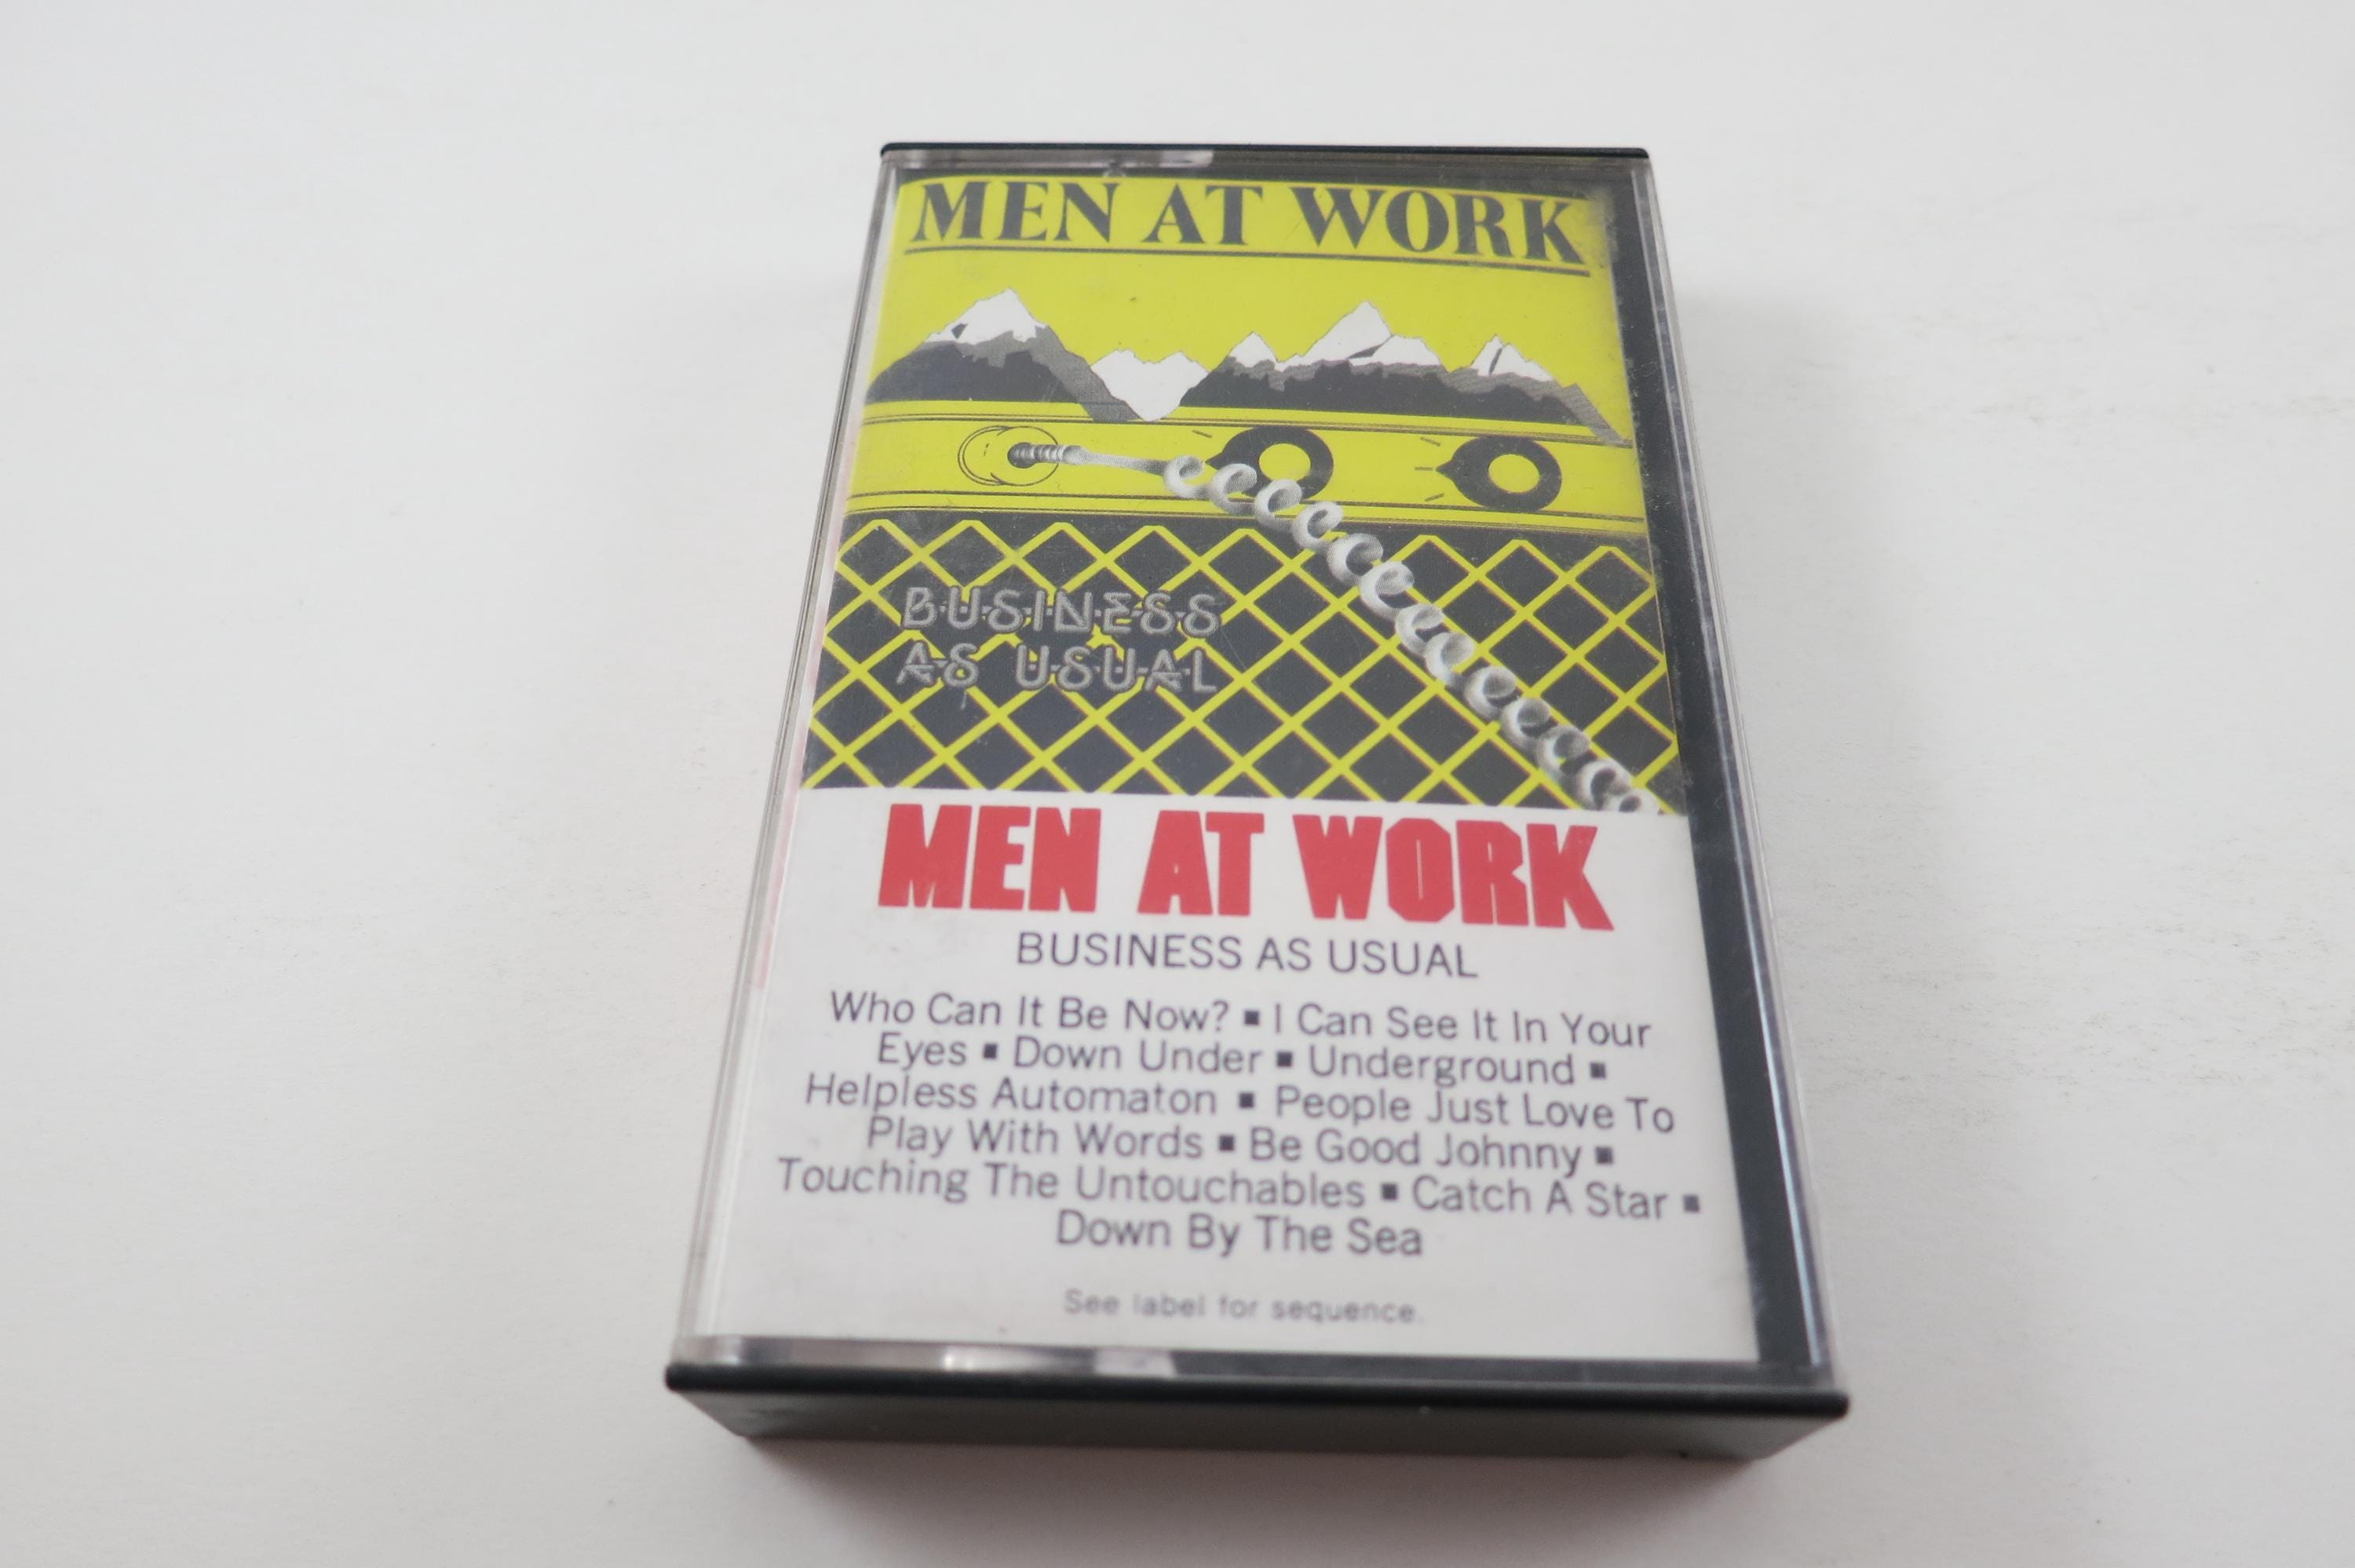 MEN AT WORK
BUSINESS
AS USUAL
MEN AT WORK
BUSINESS AS USUAL
Who Can It Be Now? ▪ I Can See It In Your
Eyes ▪ Down Under ▪ Underground ▪
Helpless Automaton ▪ People Just Love To
Play With Words ▪ Be Good Johnny ▪
Touching The Untouchables ▪ Catch A Star ▪
Down By The Sea
See label for sequence.